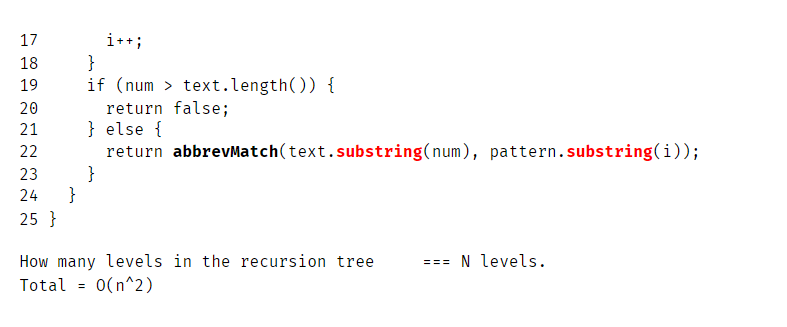 17       i++;
18     }
19     if (num > text.length()) {
20       return false;
21     } else {
22       return abbrevMatch(text.substring(num), pattern.substring(i));
23     }
24   }
25 }
How many levels in the recursion tree     === N levels.
Total = O(n^2)